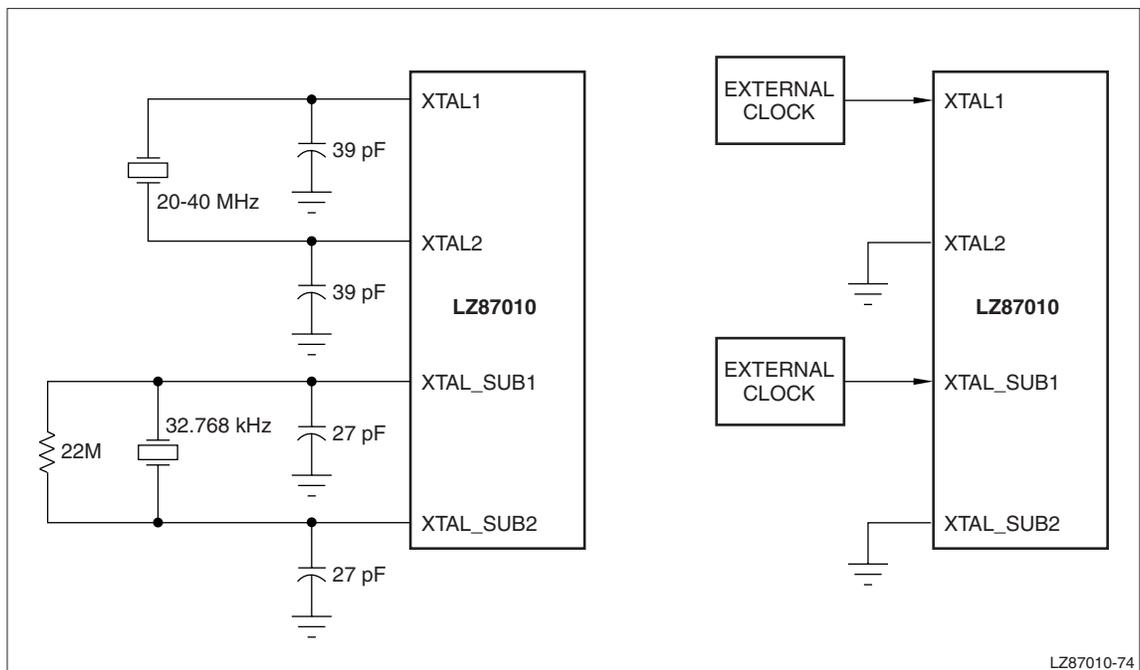 XTAL1
39 pF
20-40 MHz
XTAL2
39 pF
LZ87010
XTAL_SUB1
32.768 kHz
27 pF
22M
XTAL_SUB2
27 pF
EXTERNAL
CLOCK
XTAL1
XTAL2
LZ87010
EXTERNAL
CLOCK
XTAL_SUB1
XTAL_SUB2
LZ87010-74